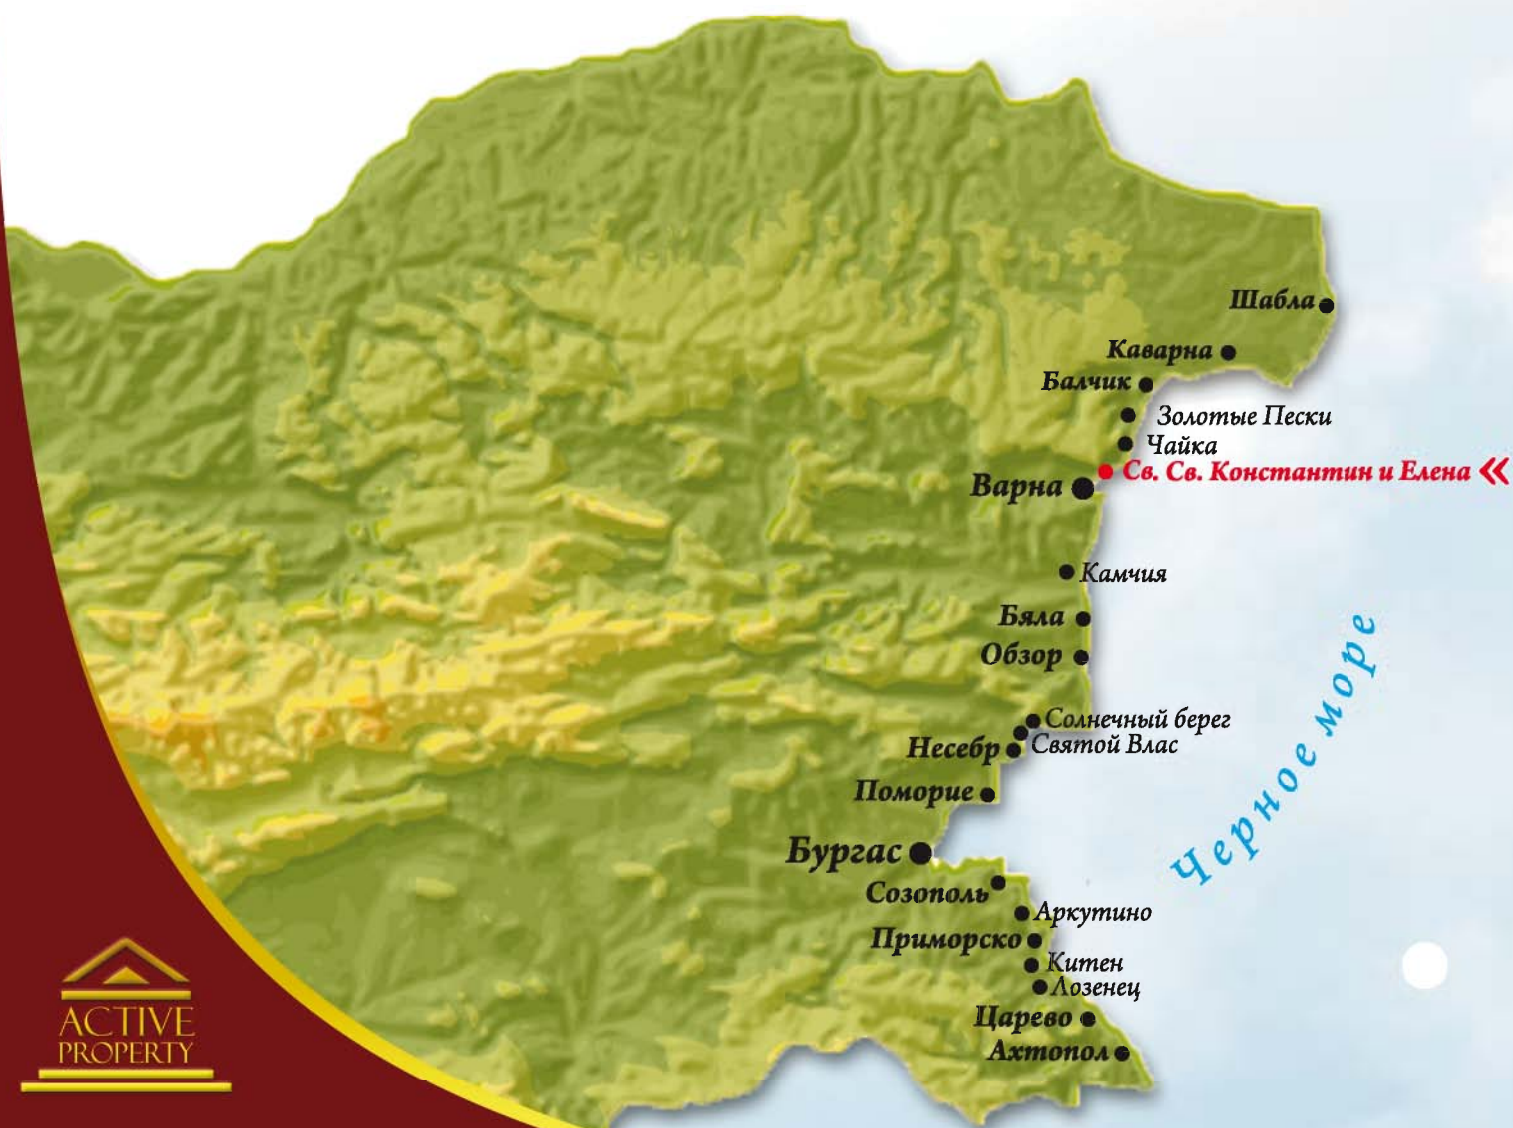 Шабла
Каварна
Балчик
Золотые Пески
Чайка
Св. Св. Константин и Елена «
Варна
Камчия
Бяла
Обзор
Солнечный берег
Святой Влас
Несебр
Поморие
Черное море
Бургас
Созополь
Аркутино
Приморско
Китен
Лозенец
Царево
Ахтопол
ACTIVE
PROPERTY